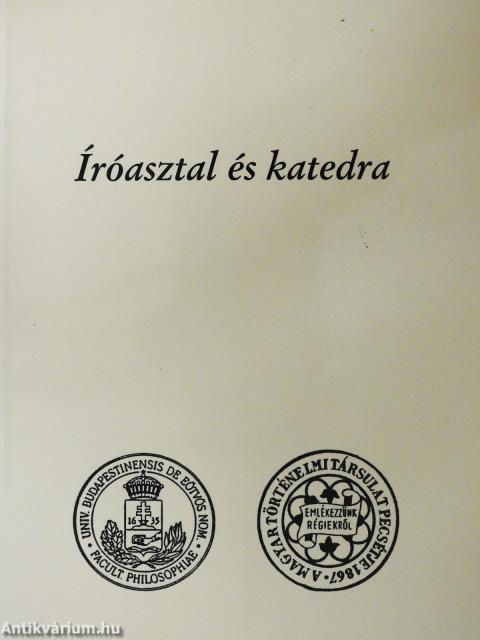 Íróasztal és katedra
UNIV. BUDAPESTINENSIS DE EÖTVÖS NOM.
• FACULT. PHILOSOPHIAE •
16 35
A MAGYAR TÖRTÉNELMI TÁRSULAT PECSÉTJE 1867 •
EMLÉKEZZÜNK
RÉGIEKRŐL
Antikvárium.hu